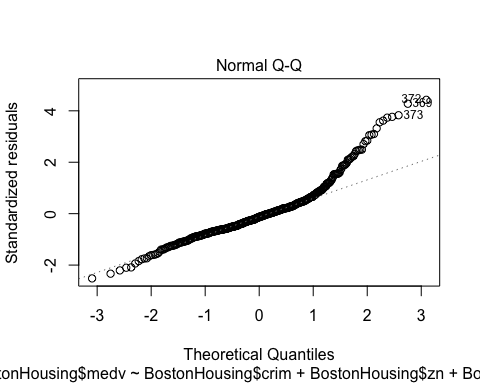 Normal Q-Q
Standardized residuals
4
2
0
-2
372
369
373
-3 -2 -1 0 1 2 3
Theoretical Quantiles
tonHousing$medv ~ BostonHousing$crim + BostonHousing$zn + Bo